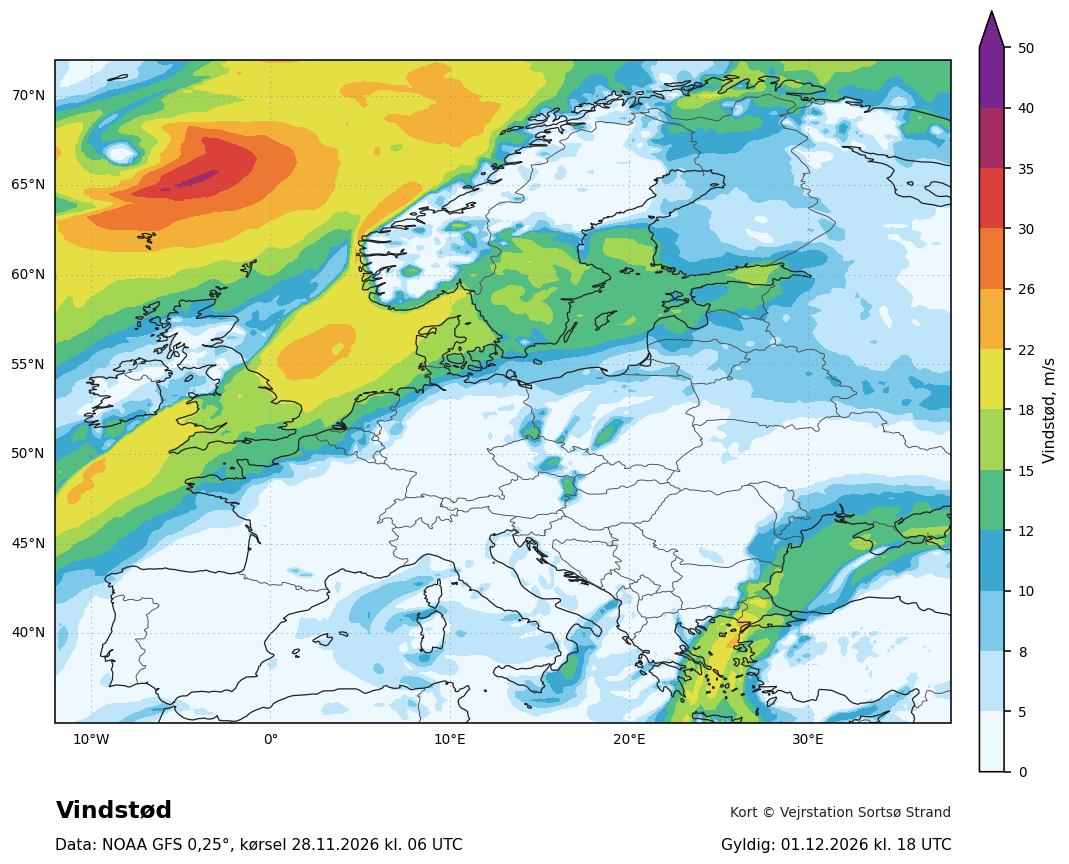 50
40
35
30
26
22
18
15
12
10
8
5
0
Vindstød, m/s
70°N
65°N
60°N
55°N
50°N
45°N
40°N
10°W
0°
10°E
20°E
30°E
Vindstød
Kort © Vejrstation Sortsø Strand
Data: NOAA GFS 0,25°, kørsel 28.11.2026 kl. 06 UTC
Gyldig: 01.12.2026 kl. 18 UTC